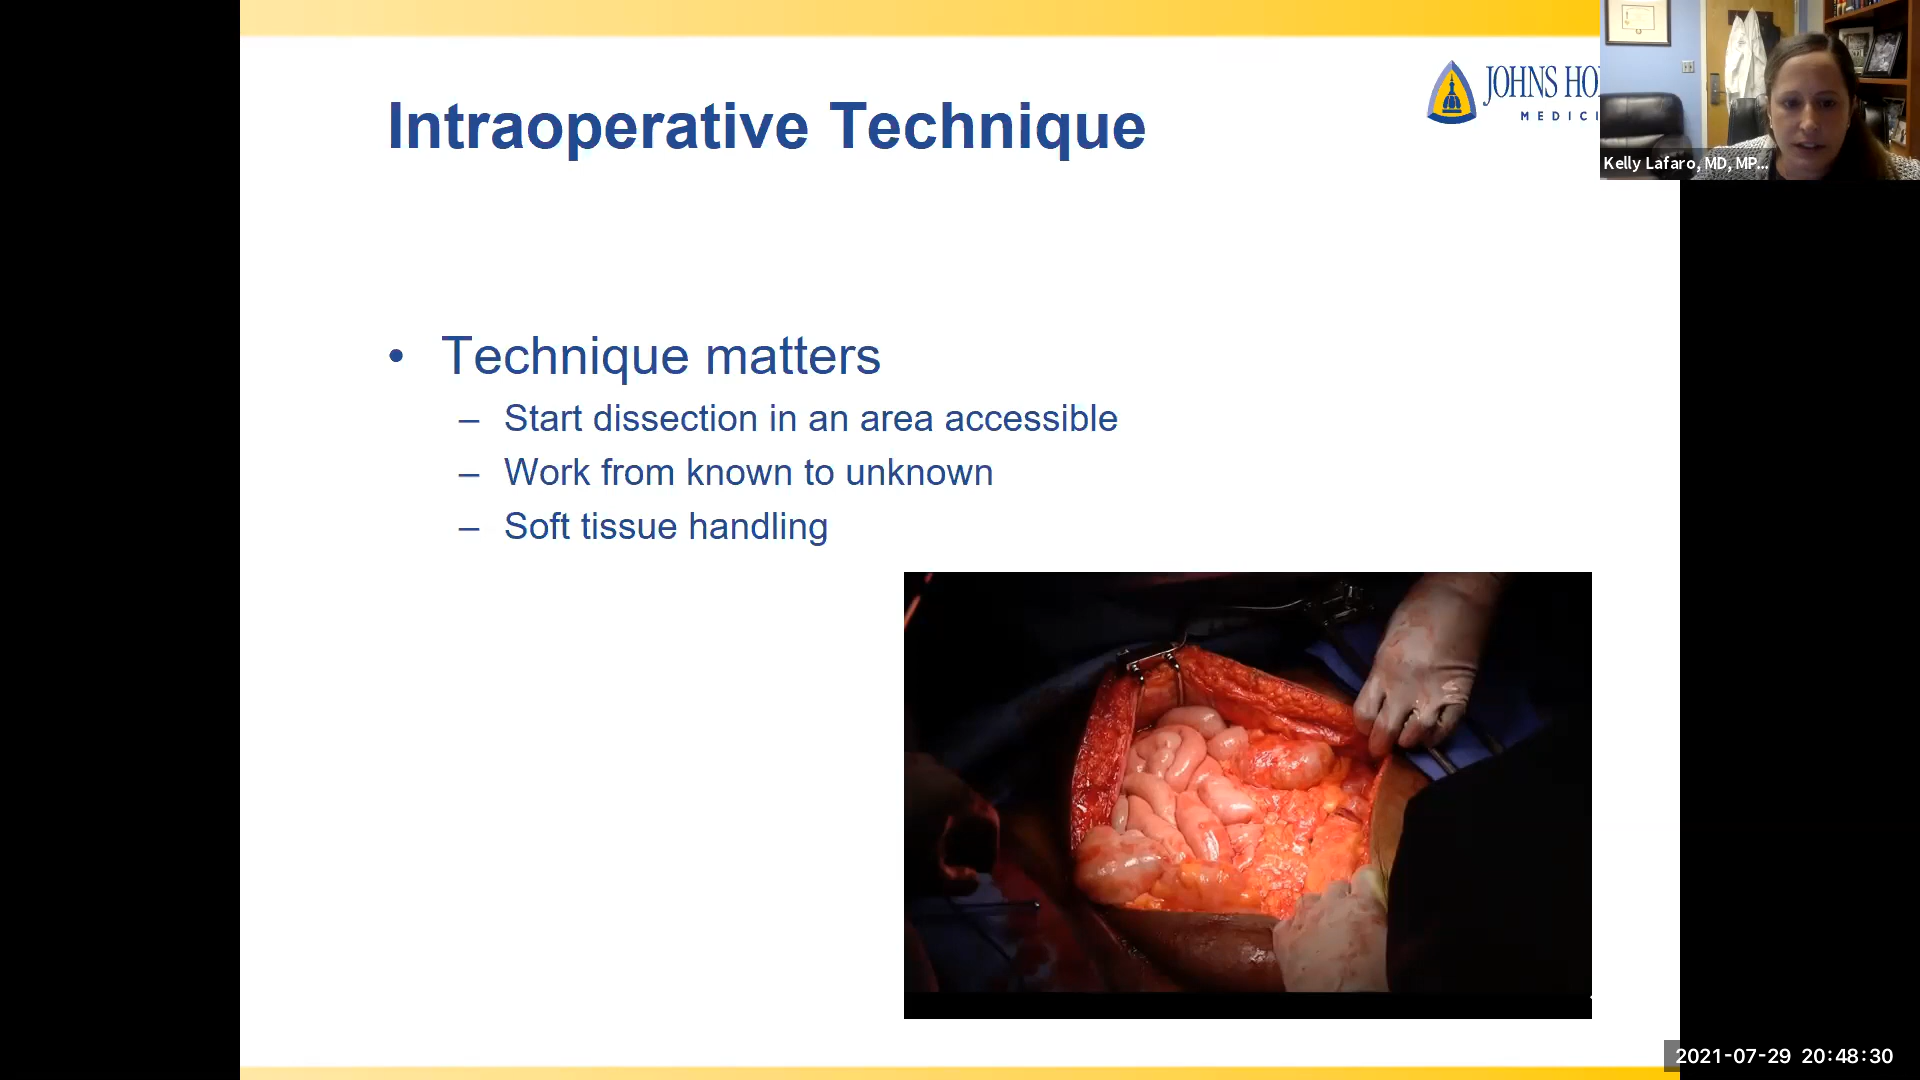 Intraoperative Technique
JOHNS HO
MEDICI
Kelly Lafaro, MD, MP...
• Technique matters
– Start dissection in an area accessible
– Work from known to unknown
– Soft tissue handling
2021-07-29 20:48:30